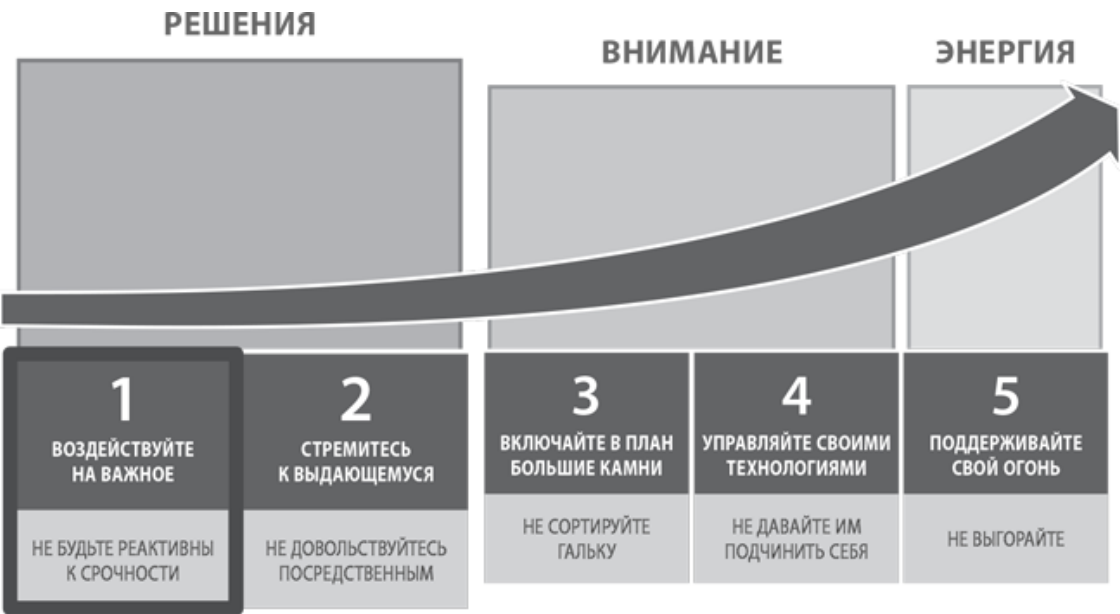 РЕШЕНИЯ
ВНИМАНИЕ
ЭНЕРГИЯ
1
ВОЗДЕЙСТВУЙТЕ
НА ВАЖНОЕ
НЕ БУДЬТЕ РЕАКТИВНЫ
К СРОЧНОСТИ
2
СТРЕМИТЕСЬ
К ВЫДАЮЩЕМУСЯ
НЕ ДОВОЛЬСТВУЙТЕСЬ
ПОСРЕДСТВЕННЫМ
3
ВКЛЮЧАЙТЕ В ПЛАН
БОЛЬШИЕ КАМНИ
НЕ СОРТИРУЙТЕ
ГАЛЬКУ
4
УПРАВЛЯЙТЕ СВОИМИ
ТЕХНОЛОГИЯМИ
НЕ ДАВАЙТЕ ИМ
ПОДЧИНИТЬ СЕБЯ
5
ПОДДЕРЖИВАЙТЕ
СВОЙ ОГОНЬ
НЕ ВЫГОРАЙТЕ